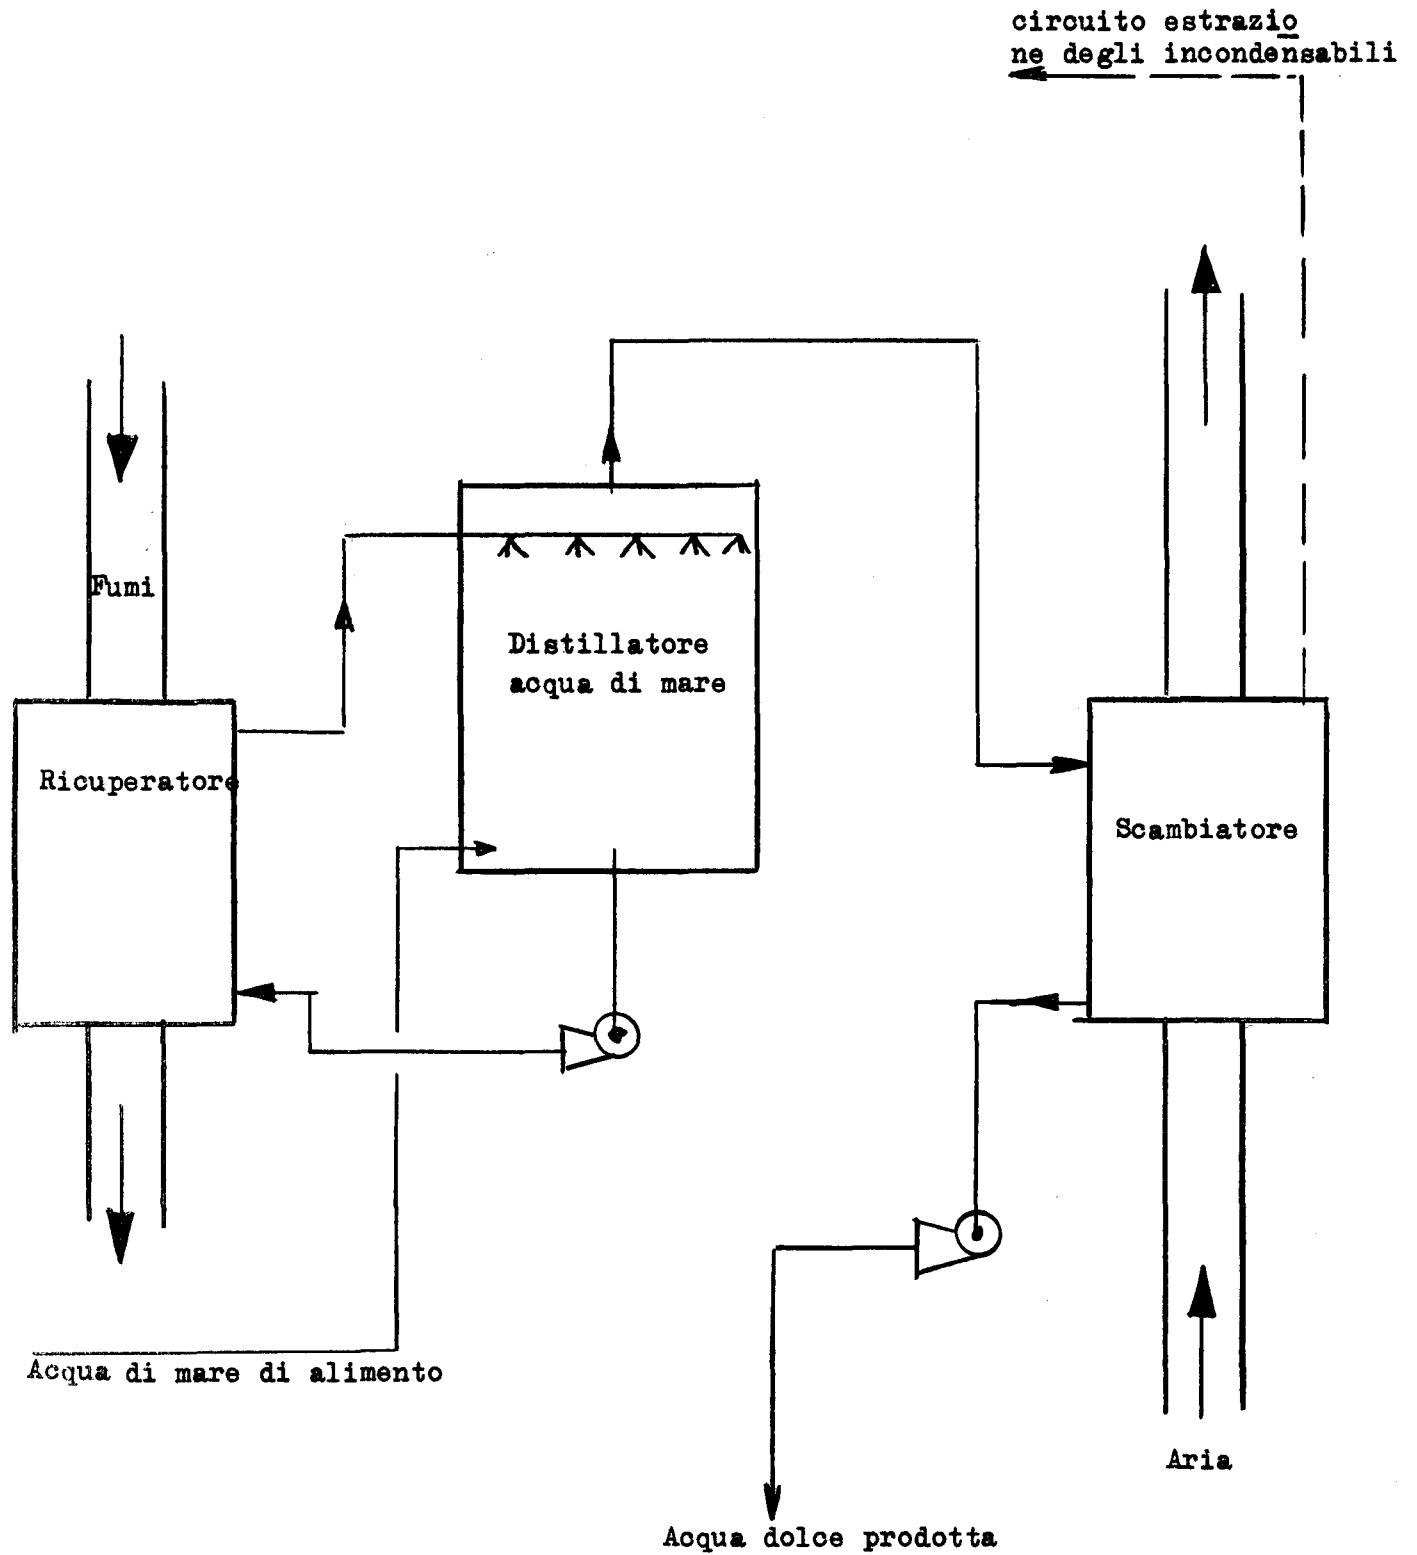 circuito estrazio
ne degli incondensabili
Fumi
Distillatore
acqua di mare
Ricuperatore
Scambiatore
Acqua di mare di alimento
Aria
Acqua dolce prodotta